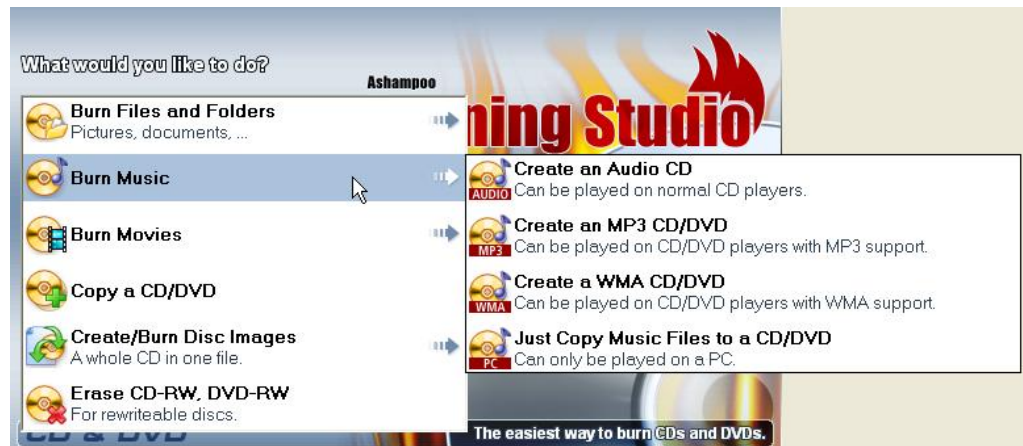 What would you like to do?
Ashampoo
ning Studio
Burn Files and Folders
Pictures, documents, ...
Burn Music
Burn Movies
Copy a CD/DVD
Create/Burn Disc Images
A whole CD in one file.
Erase CD-RW, DVD-RW
For rewriteable discs.
AUDIO
Create an Audio CD
Can be played on normal CD players.
MP3
Create an MP3 CD/DVD
Can be played on CD/DVD players with MP3 support.
WMA
Create a WMA CD/DVD
Can be played on CD/DVD players with WMA support.
PC
Just Copy Music Files to a CD/DVD
Can only be played on a PC.
CD & DVD
The easiest way to burn CDs and DVDs.